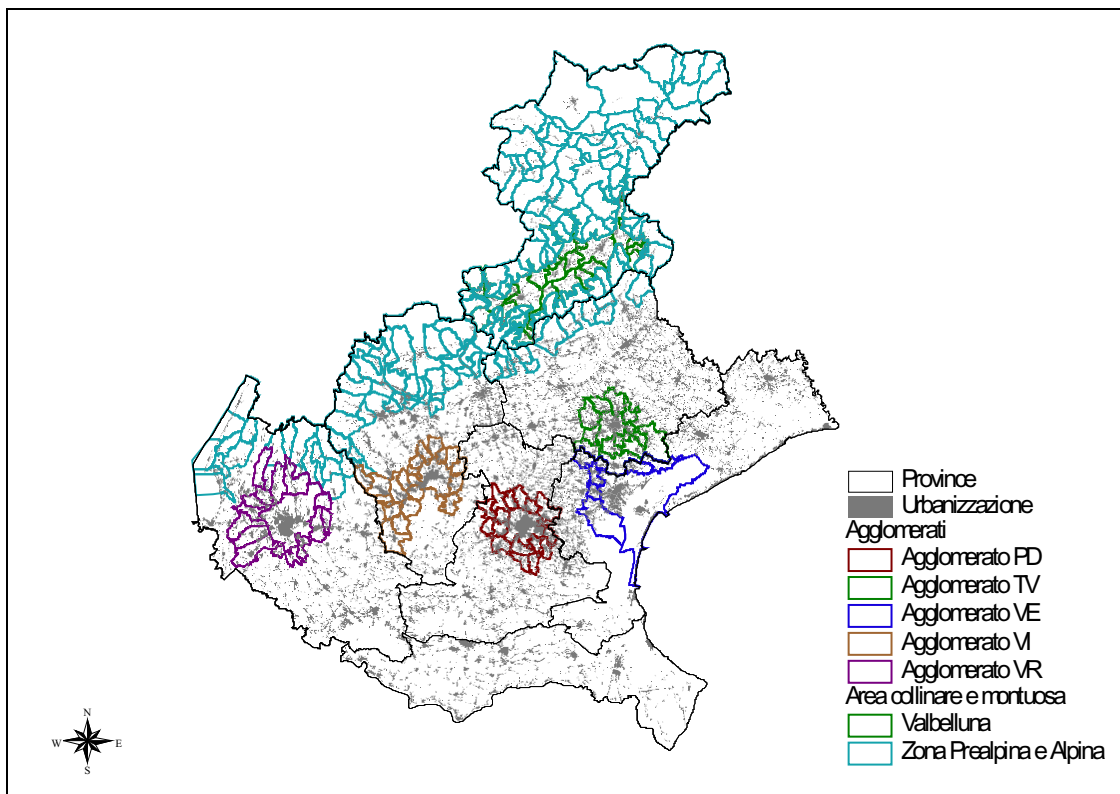 Province
Urbanizzazione
Agglomerati
Agglomerato PD
Agglomerato TV
Agglomerato VE
Agglomerato VI
Agglomerato VR
Area collinare e montuosa
Valbelluna
Zona Prealpina e Alpina
N
W E
S